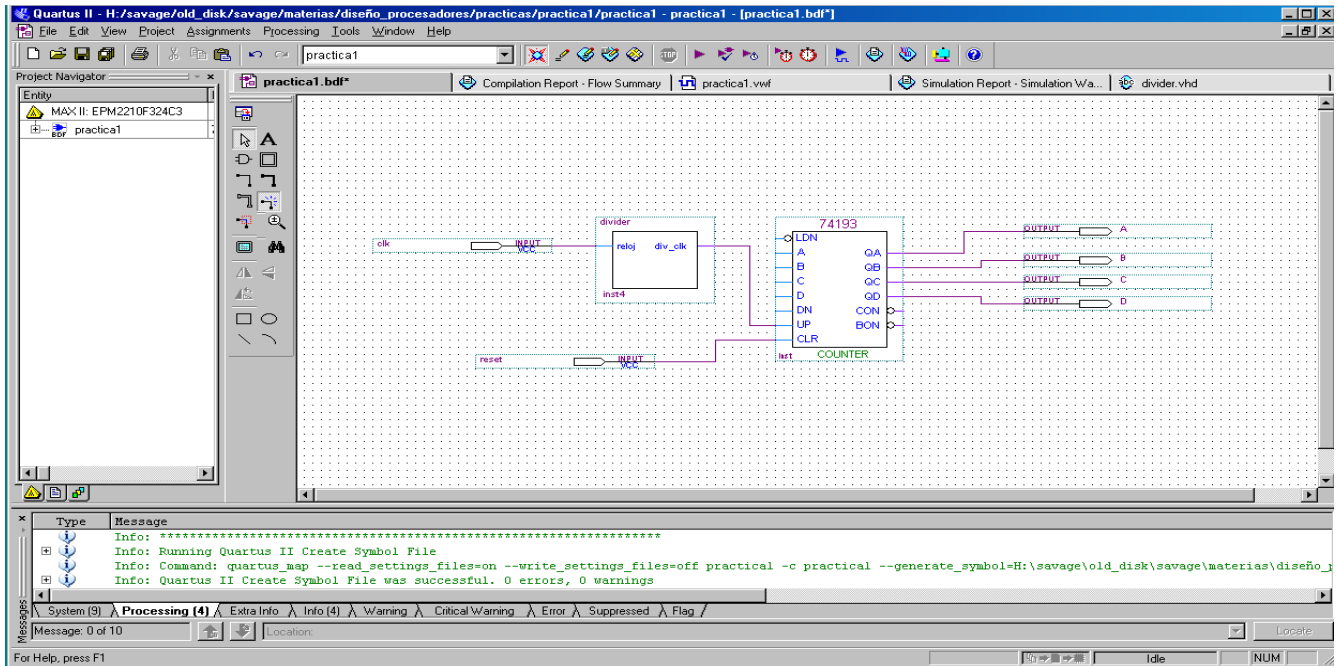 Quartus II - H:/savage/old_disk/savage/materias/diseño_procesadores/practicas/practica1/practica1 - practica1 - [practica1.bdf*]
File Edit View Project Assignments Processing Tools Window Help
practica1
Project Navigator
practica1.bdf*
Compilation Report - Flow Summary
practica1.vwf
Simulation Report - Simulation Wa...
divider.vhd
Entity
MAX II: EPM2210F324C3
practica1
clk
INPUT
VCC
divider
reloj div_clk
inst4
reset
INPUT
VCC
74193
LDN
A QA
B QB
C QC
D QD
DN CON
UP BON
CLR
inst
COUNTER
OUTPUT A
OUTPUT B
OUTPUT C
OUTPUT D
Type Message
Info: *******************************************************************
Info: Running Quartus II Create Symbol File
Info: Command: quartus_map --read_settings_files=on --write_settings_files=off practica1 -c practica1 --generate_symbol=H:\savage\old_disk\savage\materias\diseño_
Info: Quartus II Create Symbol File was successful. 0 errors, 0 warnings
Messages
System (9) Processing (4) Extra Info Info (4) Warning Critical Warning Error Suppressed Flag
Message: 0 of 10
Location:
Locate
For Help, press F1
Idle
NUM